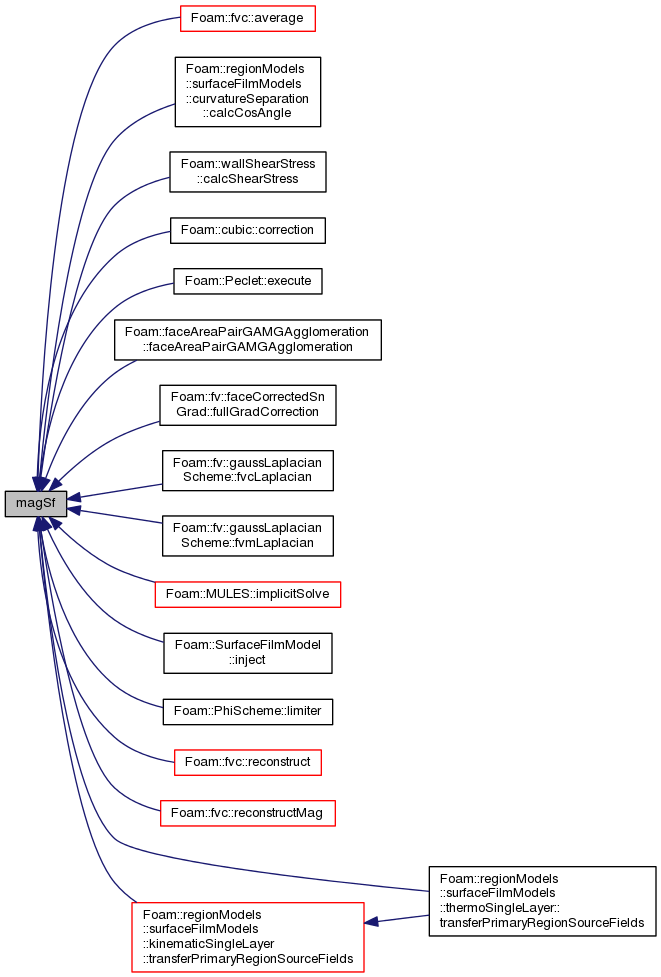 Foam::fvc::average
Foam::regionModels
::surfaceFilmModels
::curvatureSeparation
::calcCosAngle
Foam::wallShearStress
::calcShearStress
Foam::cubic::correction
Foam::Peclet::execute
Foam::faceAreaPairGAMGAgglomeration
::faceAreaPairGAMGAgglomeration
Foam::fv::faceCorrectedSn
Grad::fullGradCorrection
Foam::fv::gaussLaplacian
Scheme::fvcLaplacian
magSf
Foam::fv::gaussLaplacian
Scheme::fvmLaplacian
Foam::MULES::implicitSolve
Foam::SurfaceFilmModel
::inject
Foam::PhiScheme::limiter
Foam::fvc::reconstruct
Foam::fvc::reconstructMag
Foam::regionModels
::surfaceFilmModels
::thermoSingleLayer::
transferPrimaryRegionSourceFields
Foam::regionModels
::surfaceFilmModels
::kinematicSingleLayer
::transferPrimaryRegionSourceFields